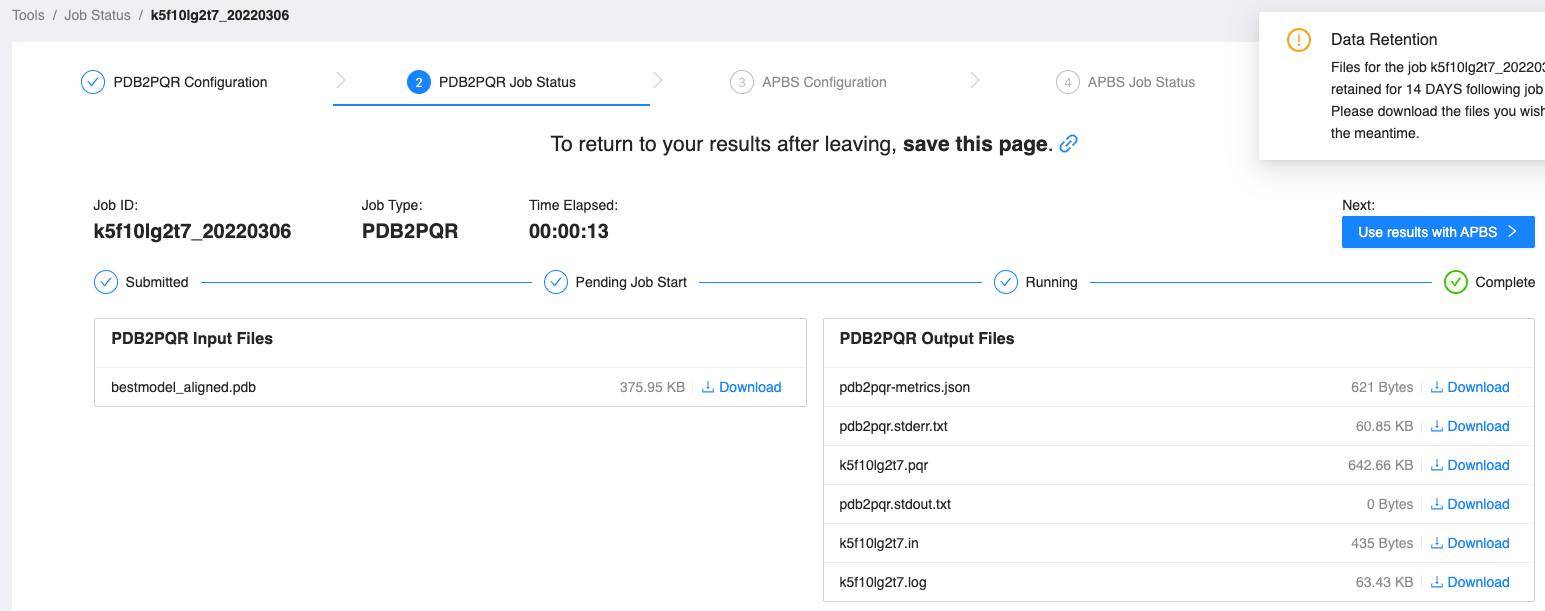 Tools / Job Status / k5f10lg2t7_20220306
PDB2PQR Configuration
2 PDB2PQR Job Status
3 APBS Configuration
4 APBS Job Status
Data Retention
Files for the job k5f10lg2t7_20220
retained for 14 DAYS following job
Please download the files you wish
the meantime.
To return to your results after leaving, save this page.
Job ID:
k5f10lg2t7_20220306
Job Type:
PDB2PQR
Time Elapsed:
00:00:13
Next:
Use results with APBS
Submitted
Pending Job Start
Running
Complete
PDB2PQR Input Files
bestmodel_aligned.pdb 375.95 KB Download
PDB2PQR Output Files
pdb2pqr-metrics.json 621 Bytes Download
pdb2pqr.stderr.txt 60.85 KB Download
k5f10lg2t7.pqr 642.66 KB Download
pdb2pqr.stdout.txt 0 Bytes Download
k5f10lg2t7.in 435 Bytes Download
k5f10lg2t7.log 63.43 KB Download